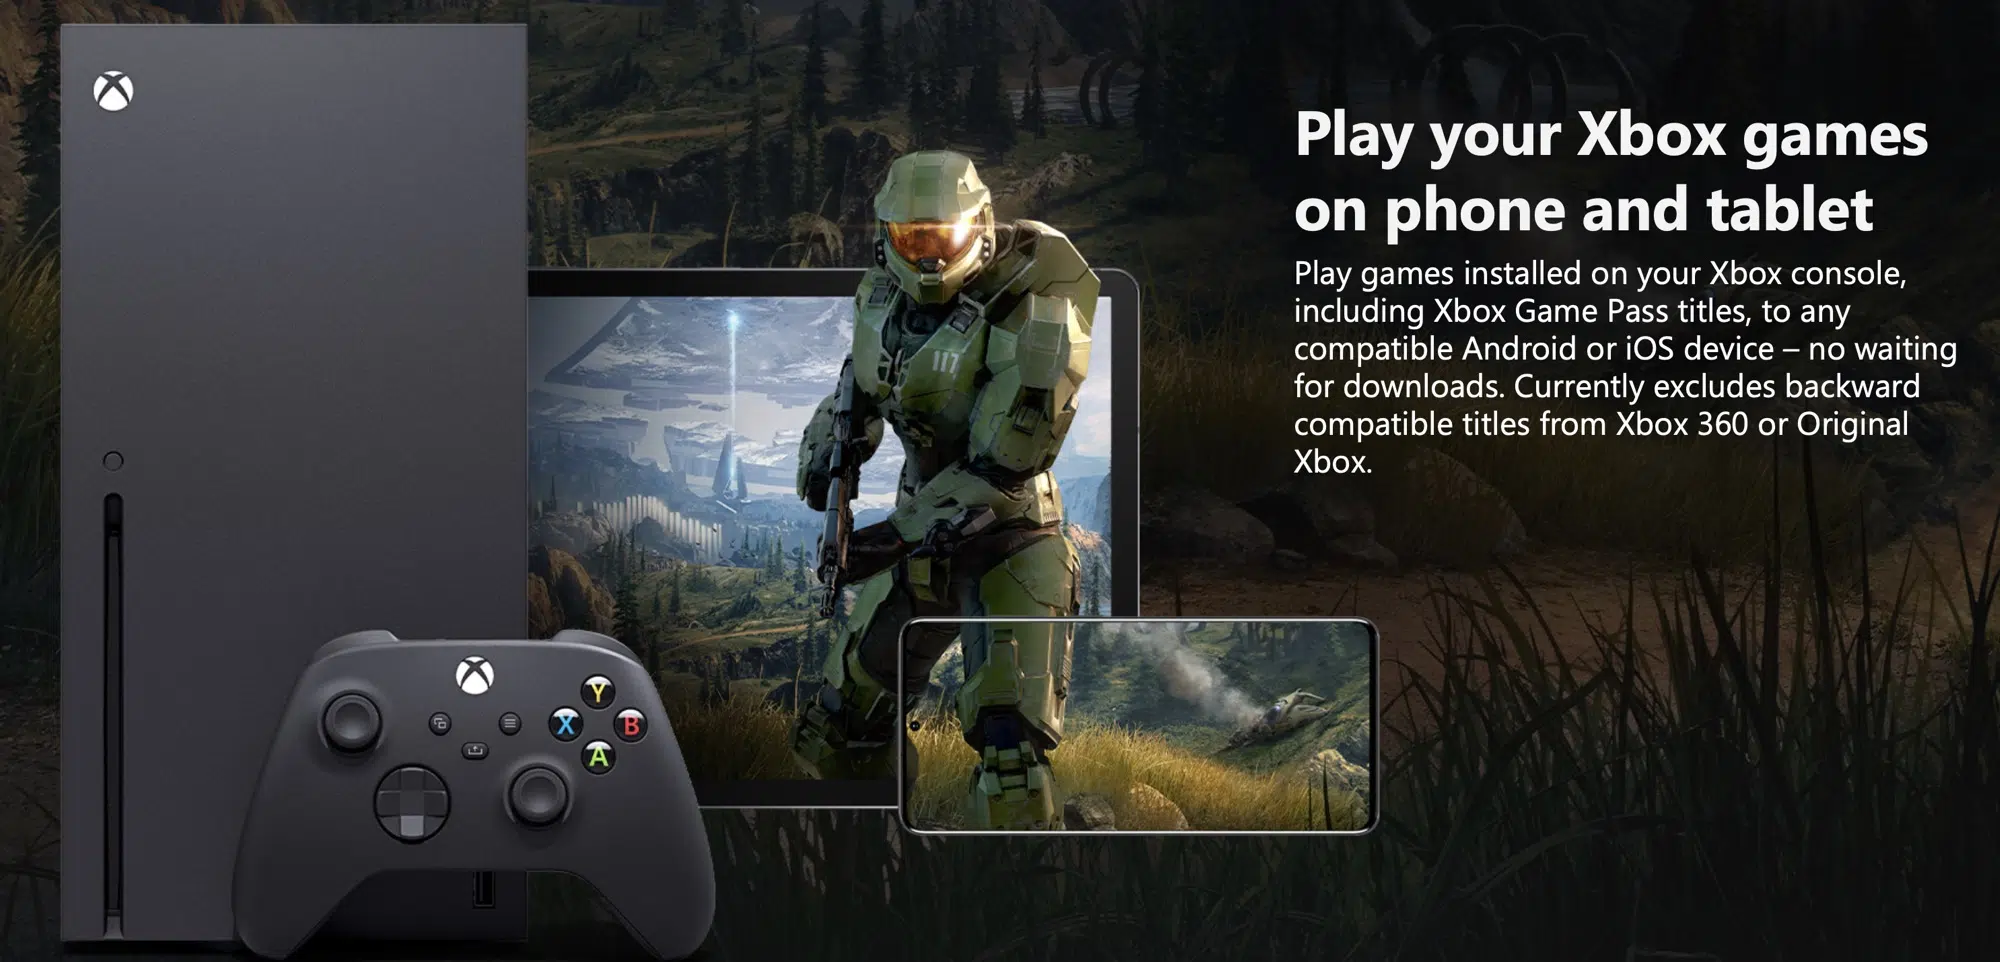 Play your Xbox games
on phone and tablet
Play games installed on your Xbox console,
including Xbox Game Pass titles, to any
compatible Android or iOS device – no waiting
for downloads. Currently excludes backward
compatible titles from Xbox 360 or Original
Xbox.
117
Y
X
B
A